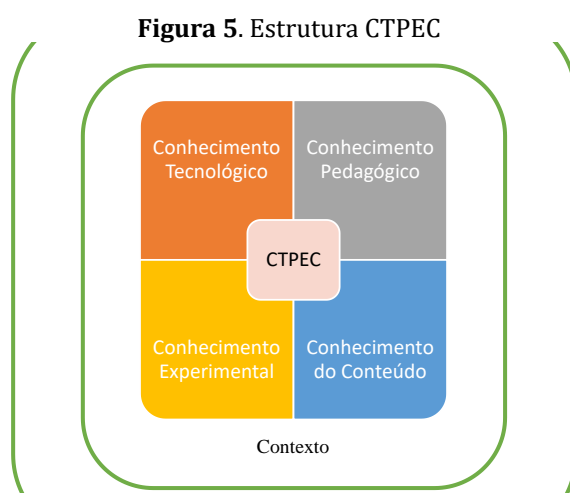 Figura 5. Estrutura CTPEC
Conhecimento
Tecnológico
Conhecimento
Pedagógico
CTPEC
Conhecimento
Experimental
Conhecimento
do Conteúdo
Contexto